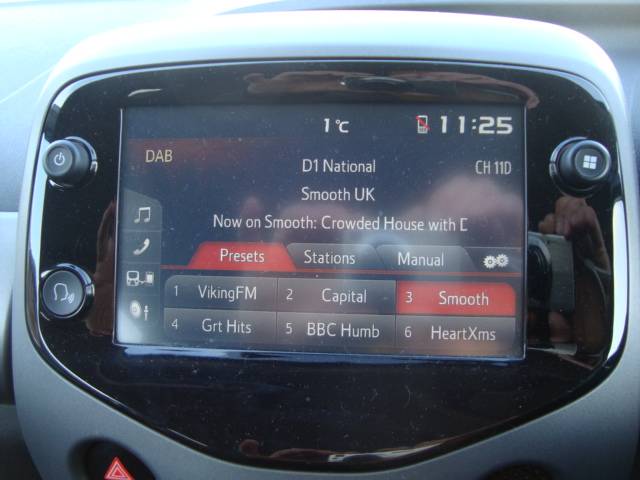 1°C 11:25
DAB D1 National CH 11D
Smooth UK
Now on Smooth: Crowded House with E
Presets Stations Manual
1 VikingFM 2 Capital 3 Smooth
4 Grt Hits 5 BBC Humb 6 HeartXms